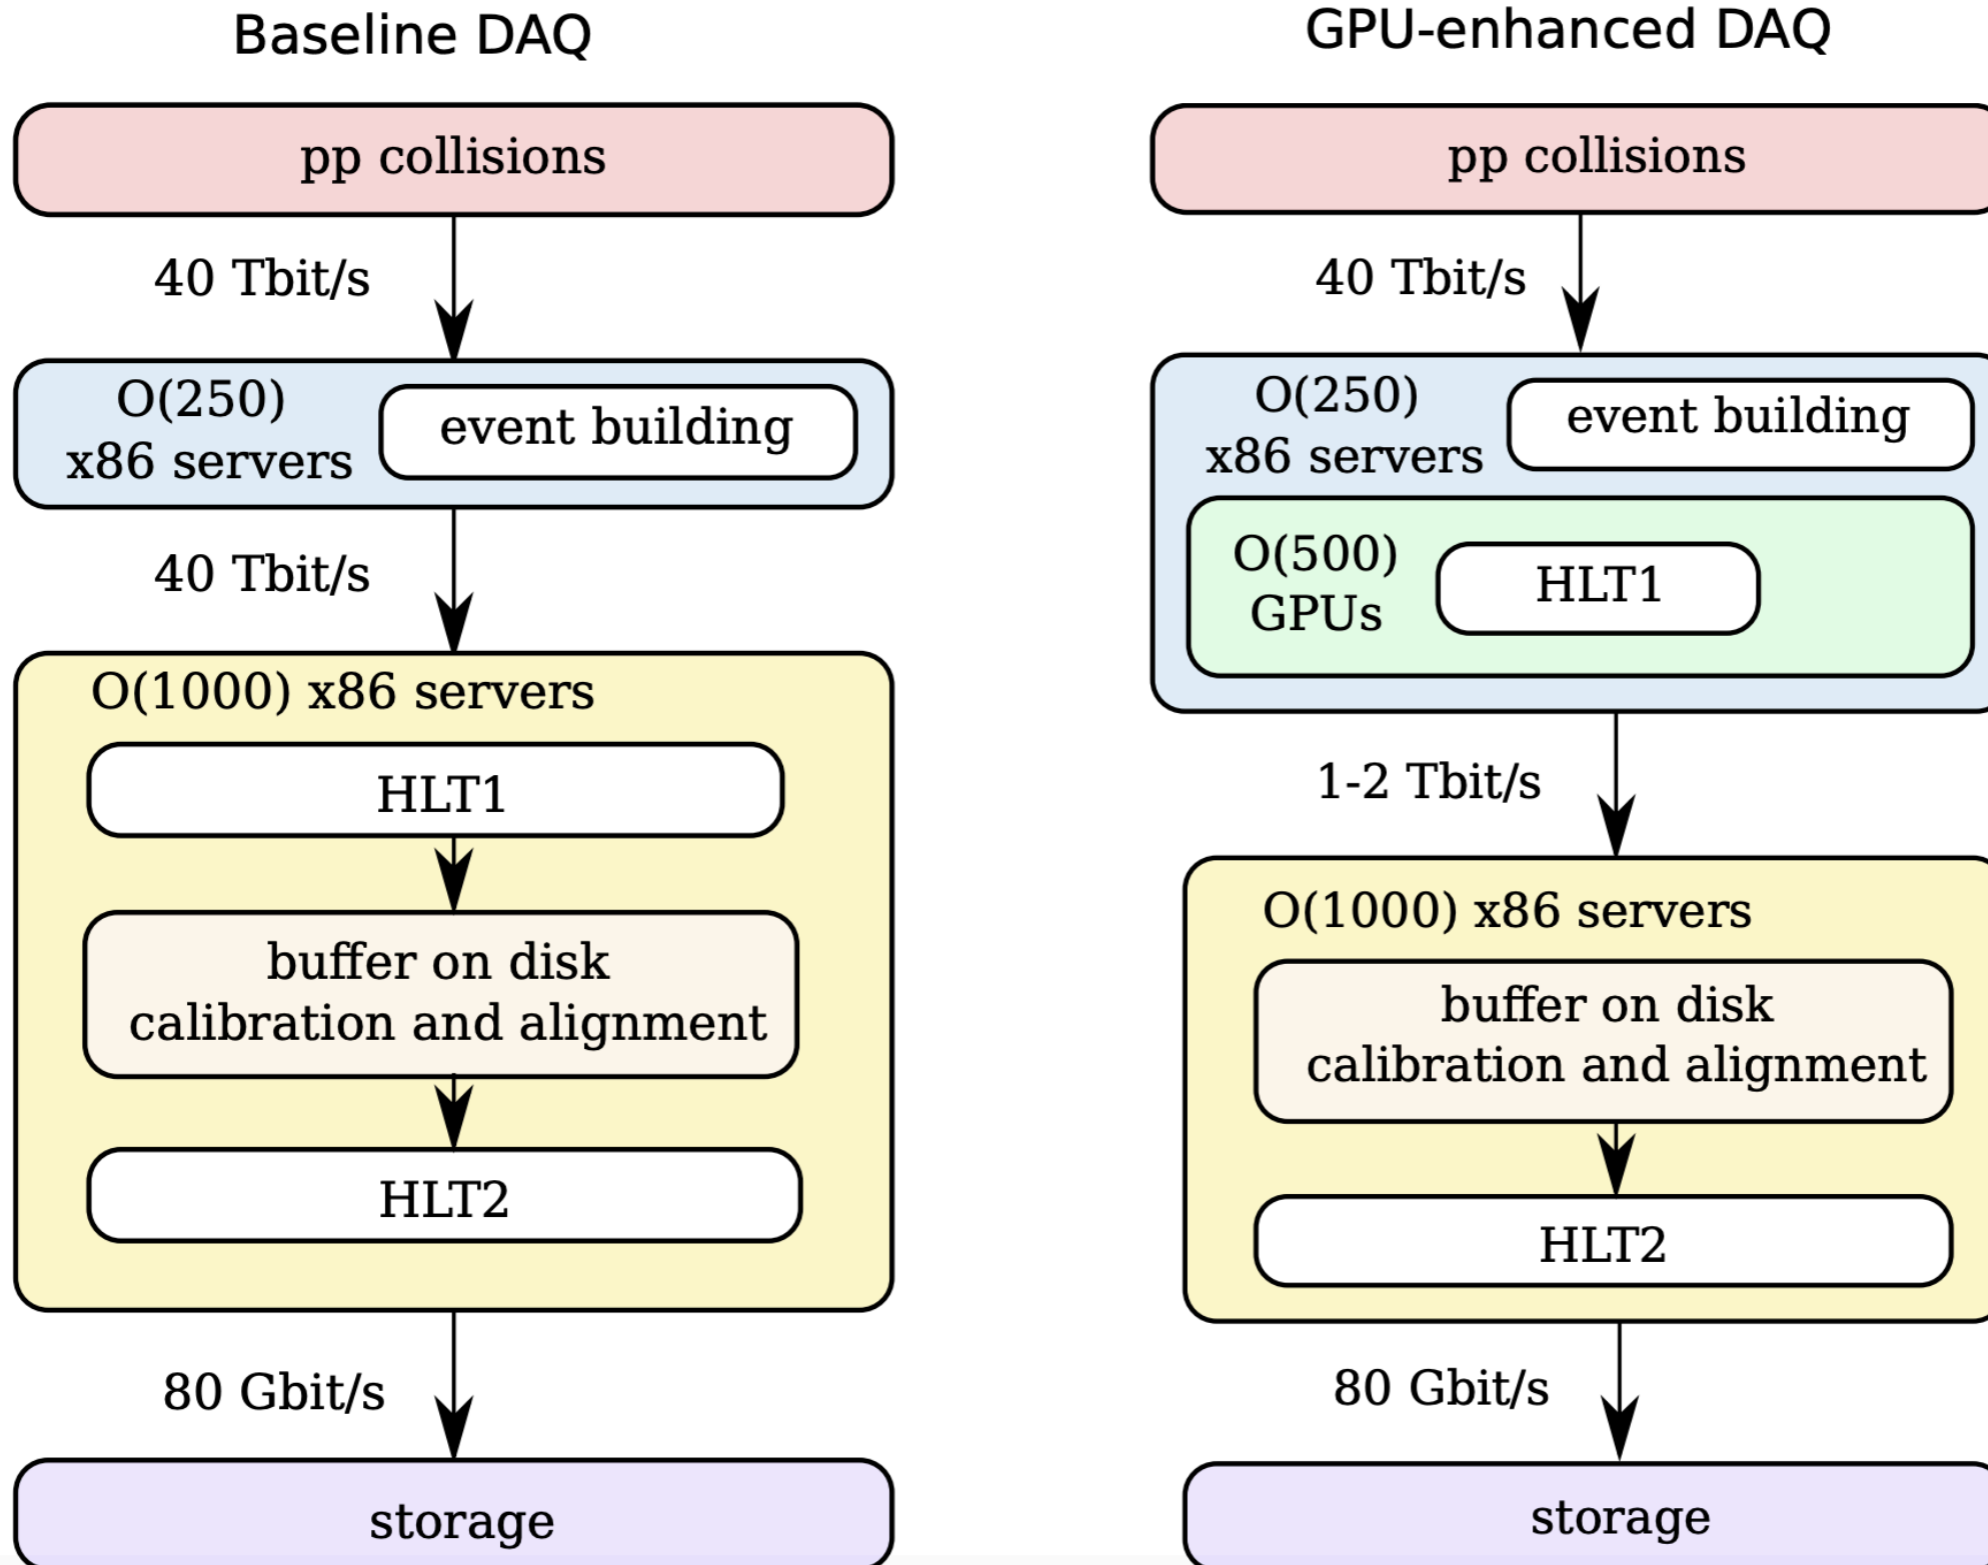 Baseline DAQ
pp collisions
40 Tbit/s
O(250)
x86 servers
event building
40 Tbit/s
O(1000) x86 servers
HLT1
buffer on disk
calibration and alignment
HLT2
80 Gbit/s
storage
GPU-enhanced DAQ
pp collisions
40 Tbit/s
O(250)
x86 servers
event building
O(500)
GPUs
HLT1
1-2 Tbit/s
O(1000) x86 servers
buffer on disk
calibration and alignment
HLT2
80 Gbit/s
storage